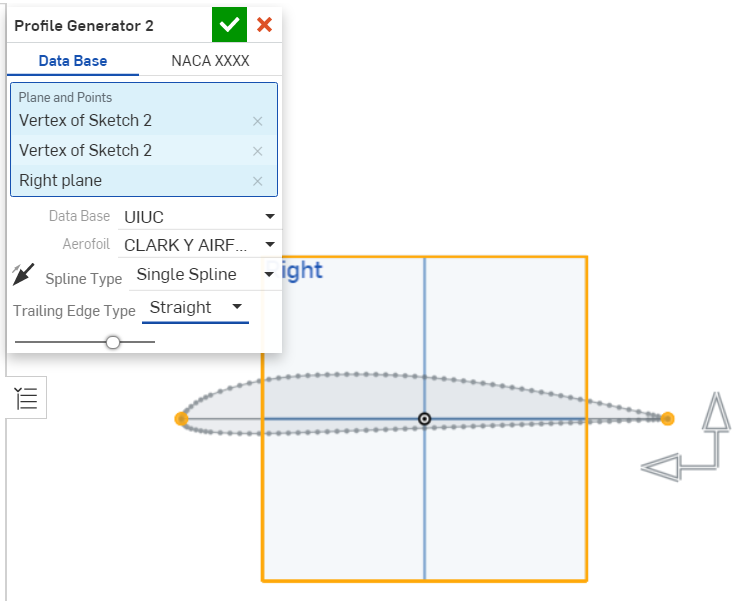 Profile Generator 2
Data Base NACA XXXX
Plane and Points
Vertex of Sketch 2
Vertex of Sketch 2
Right plane
Data Base UIUC
Aerofoil CLARK Y AIRF...
Spline Type Single Spline
ight
Trailing Edge Type Straight